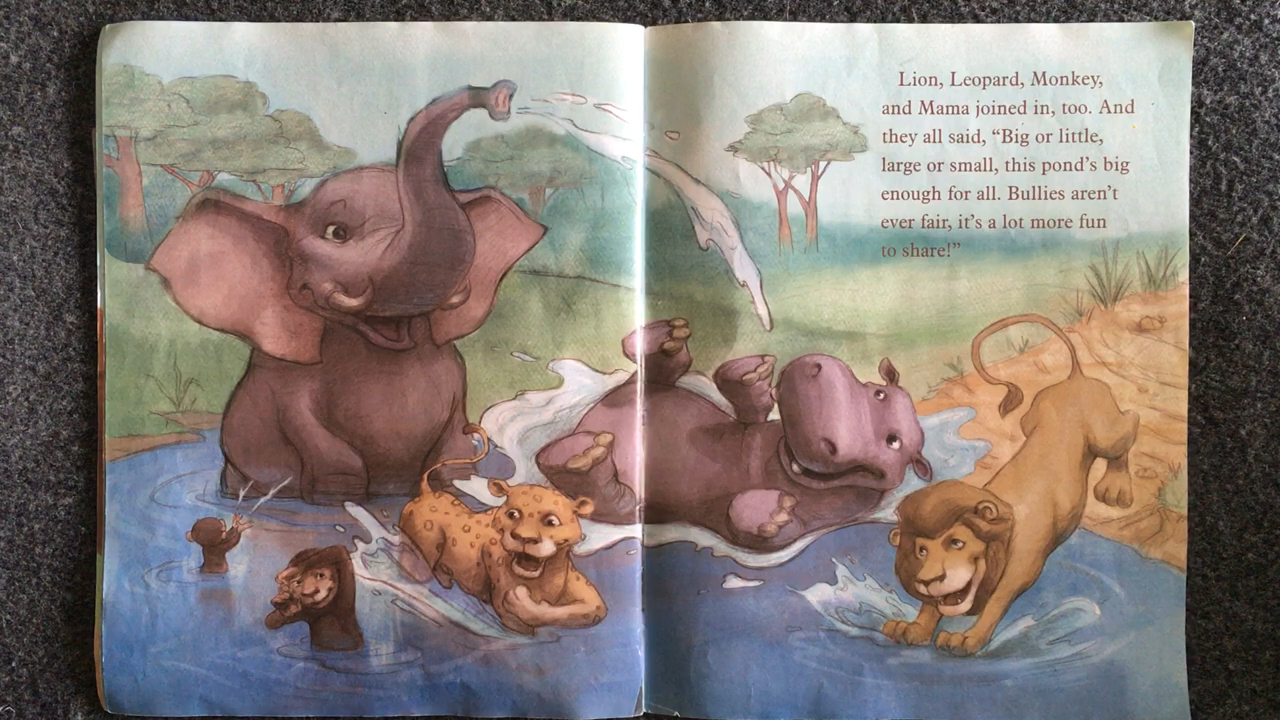 Lion, Leopard, Monkey,
and Mama joined in, too. And
they all said, “Big or little,
large or small, this pond’s big
enough for all. Bullies aren’t
ever fair, it’s a lot more fun
to share!”